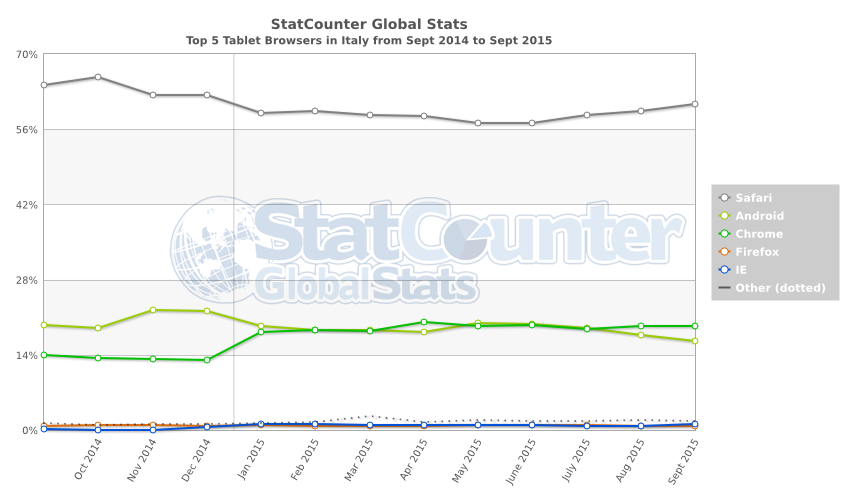 StatCounter Global Stats
Top 5 Tablet Browsers in Italy from Sept 2014 to Sept 2015
70%
56%
42%
28%
14%
0%
StatCounter
GlobalStats
Safari
Android
Chrome
Firefox
IE
Other (dotted)
Oct 2014
Nov 2014
Dec 2014
Jan 2015
Feb 2015
Mar 2015
Apr 2015
May 2015
June 2015
July 2015
Aug 2015
Sept 2015